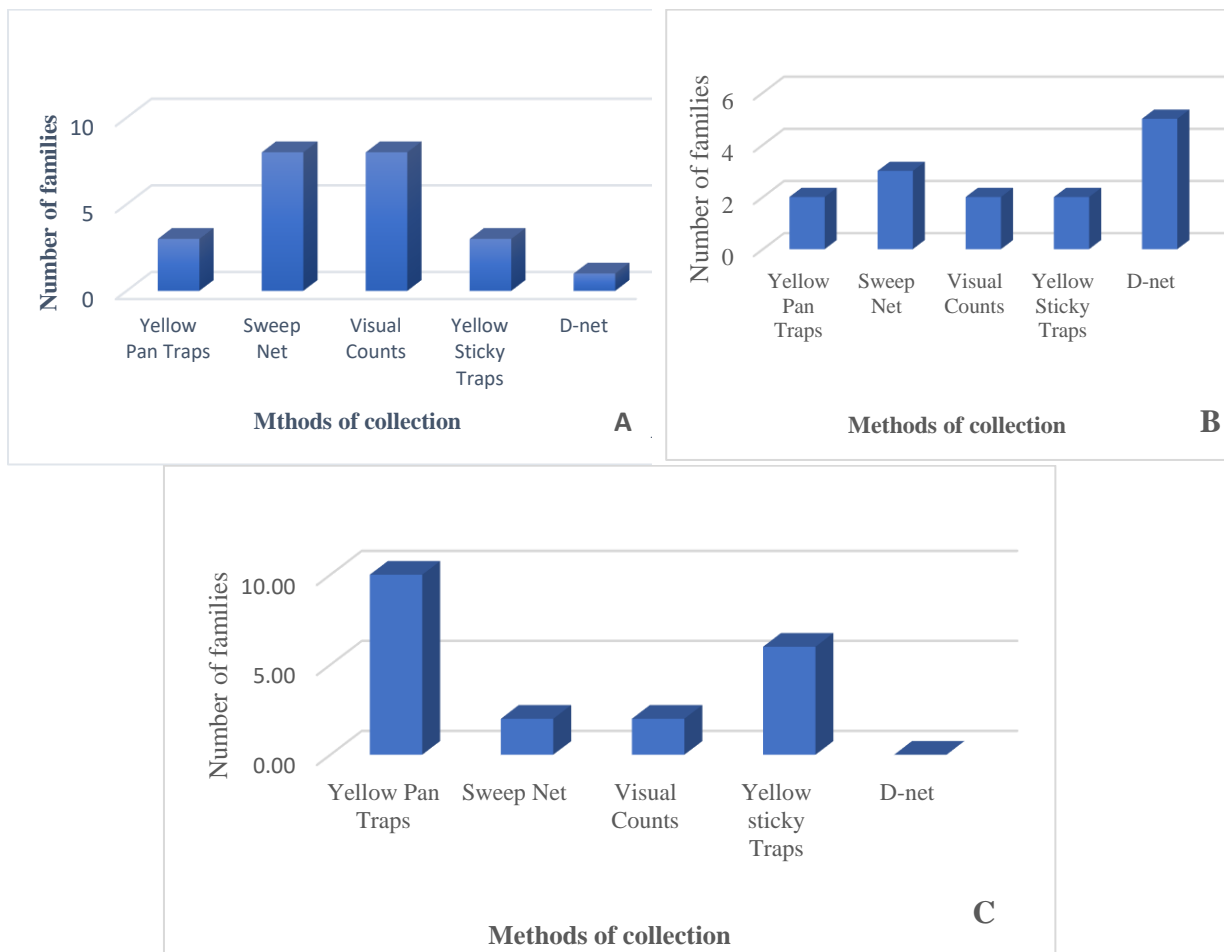 Number of families
10
5
0
Yellow
Pan Traps
Sweep
Net
Visual
Counts
Yellow
Sticky
Traps
D-net
Mthods of collection
A
Number of families
6
4
2
0
Yellow
Pan
Traps
Sweep
Net
Visual
Counts
Yellow
Sticky
Traps
D-net
Methods of collection
B
Number of families
10.00
5.00
0.00
Yellow Pan
Traps
Sweep Net
Visual
Counts
Yellow
sticky
Traps
D-net
Methods of collection
C